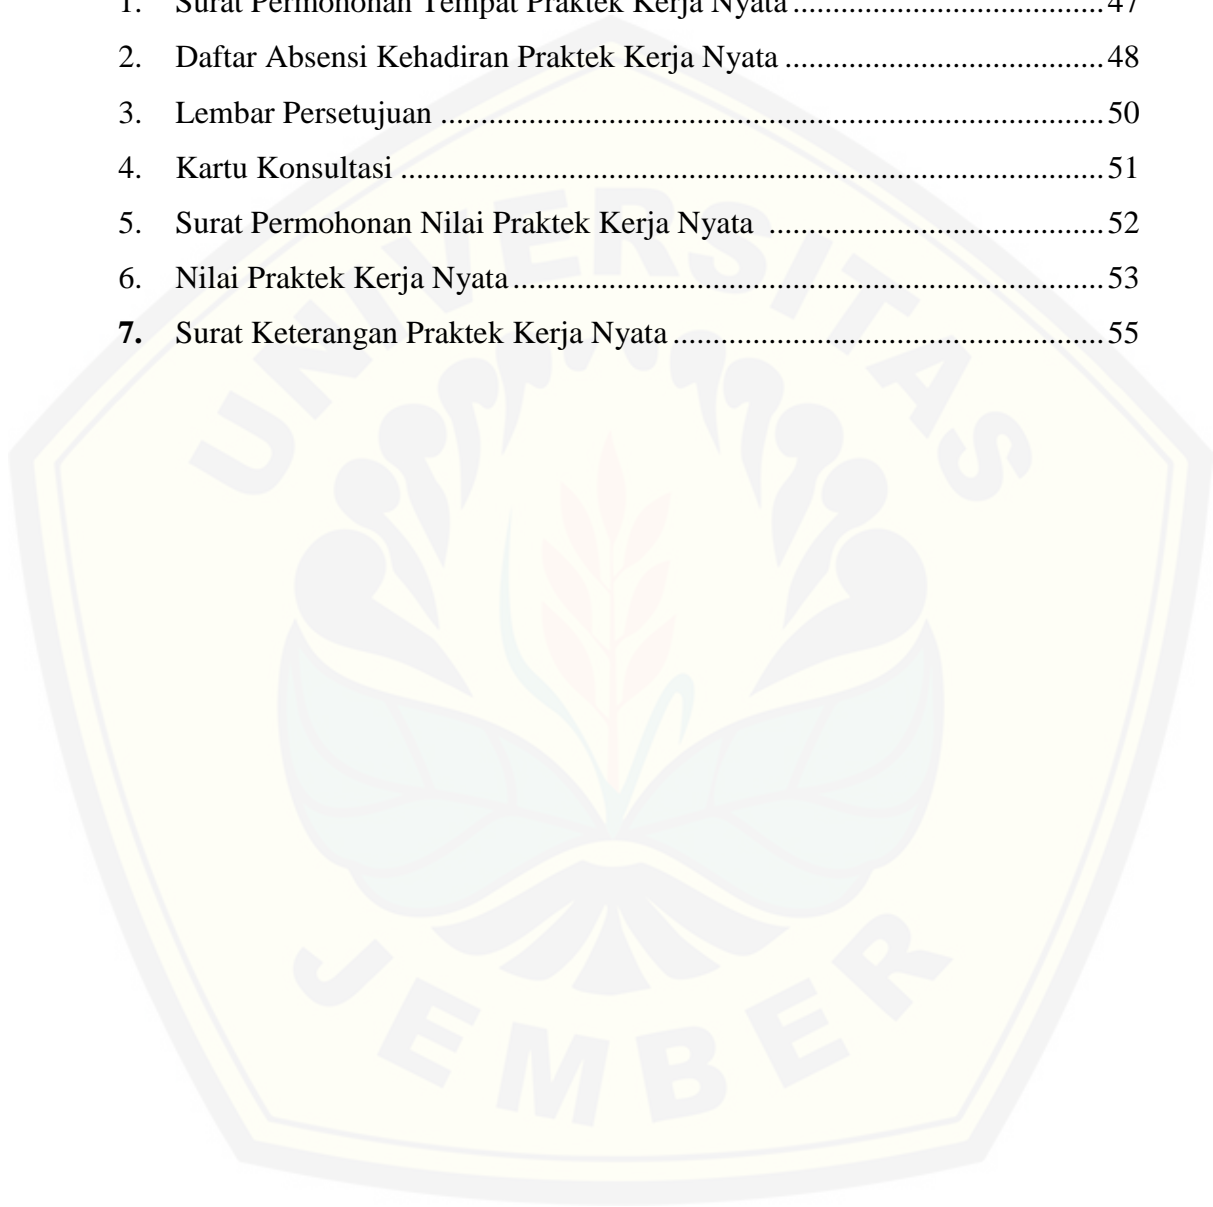 1. Surat Permohonan Tempat Praktek Kerja Nyata ....................................... 47
2. Daftar Absensi Kehadiran Praktek Kerja Nyata ........................................ 48
3. Lembar Persetujuan ................................................................................... 50
4. Kartu Konsultasi ........................................................................................ 51
5. Surat Permohonan Nilai Praktek Kerja Nyata .......................................... 52
6. Nilai Praktek Kerja Nyata .......................................................................... 53
7. Surat Keterangan Praktek Kerja Nyata ...................................................... 55
UNIVERSITAS
JEMBER